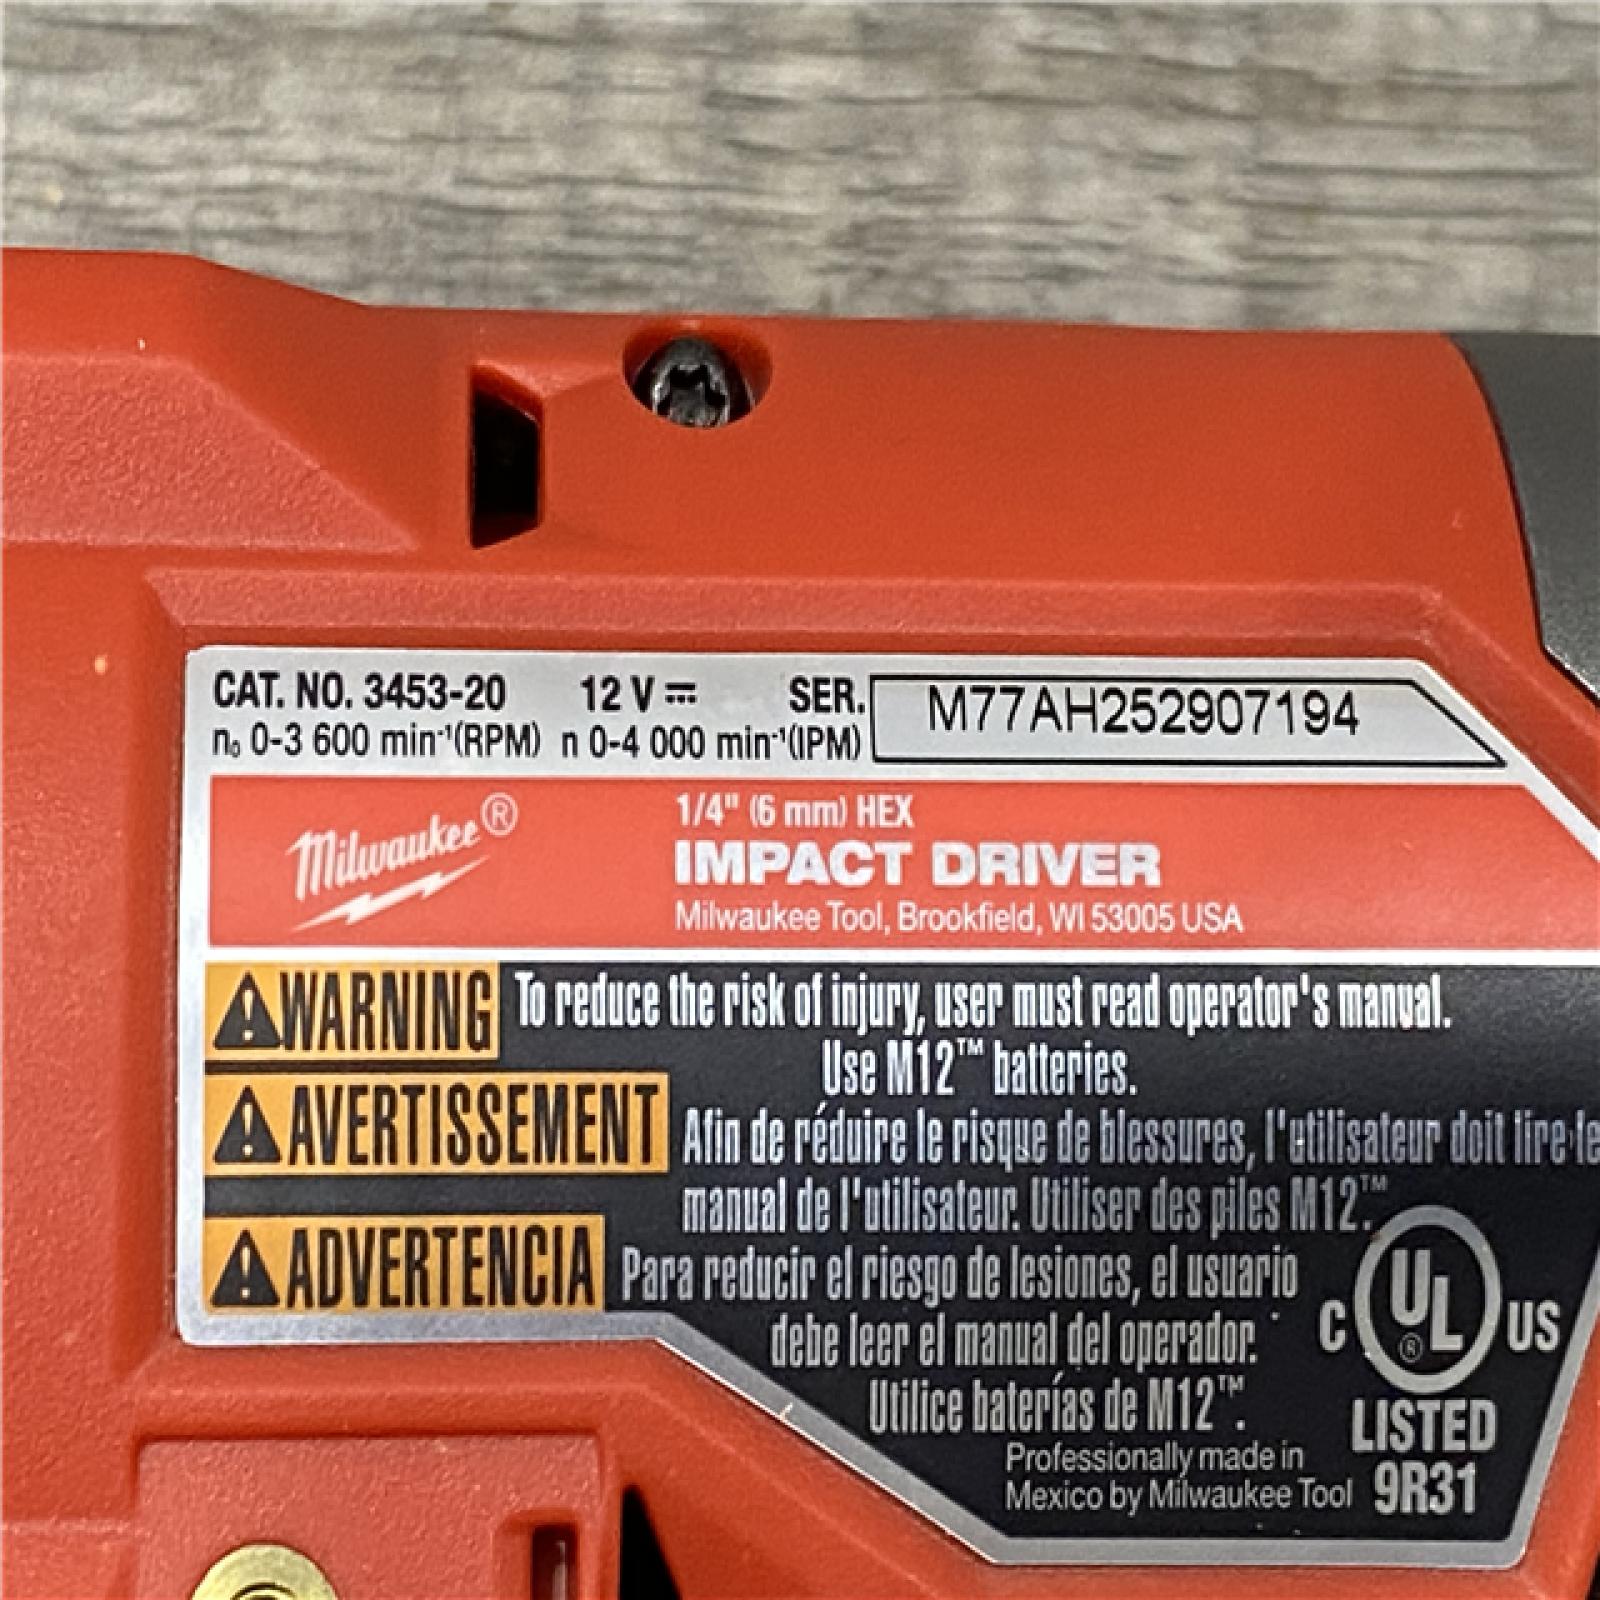 CAT. NO. 3453-20 12 V ⎓ SER. M77AH252907194
n₀ 0-3 600 min⁻¹(RPM) n 0-4 000 min⁻¹(IPM)
Milwaukee®
1/4" (6 mm) HEX
IMPACT DRIVER
Milwaukee Tool, Brookfield, WI 53005 USA
⚠WARNING To reduce the risk of injury, user must read operator's manual.
Use M12™ batteries.
⚠AVERTISSEMENT Afin de réduire le risque de blessures, l'utilisateur doit lire le
manual de l'utilisateur. Utiliser des piles M12™.
⚠ADVERTENCIA Para reducir el riesgo de lesiones, el usuario
debe leer el manual del operador.
Utilice baterías de M12™.
C UL® US
LISTED
9R31
Professionally made in
Mexico by Milwaukee Tool